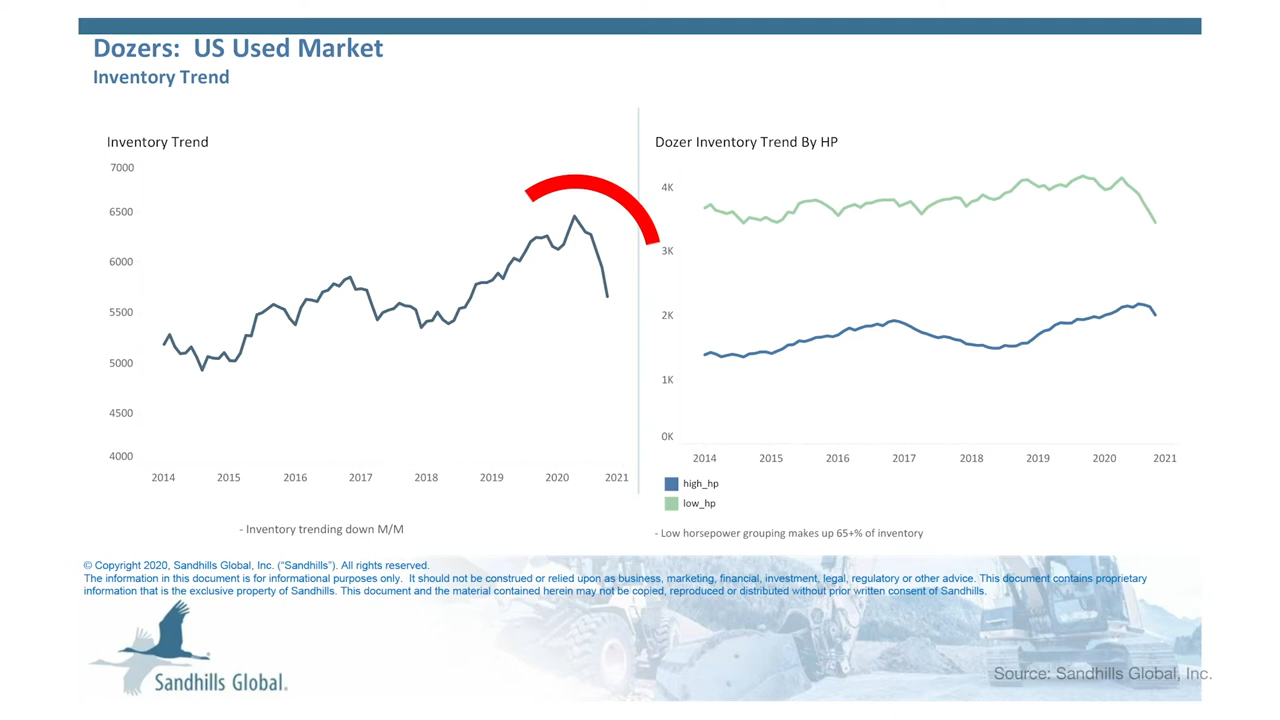 Dozers: US Used Market
Inventory Trend
Inventory Trend
7000
6500
6000
5500
5000
4500
4000
2014 2015 2016 2017 2018 2019 2020 2021
- Inventory trending down M/M
Dozer Inventory Trend By HP
4K
3K
2K
1K
0K
2014 2015 2016 2017 2018 2019 2020 2021
high_hp
low_hp
- Low horsepower grouping makes up 65+% of inventory
© Copyright 2020, Sandhills Global, Inc. (“Sandhills”). All rights reserved.
The information in this document is for informational purposes only. It should not be construed or relied upon as business, marketing, financial, investment, legal, regulatory or other advice. This document contains proprietary
information that is the exclusive property of Sandhills. This document and the material contained herein may not be copied, reproduced or distributed without prior written consent of Sandhills.
Sandhills Global.
Source: Sandhills Global, Inc.